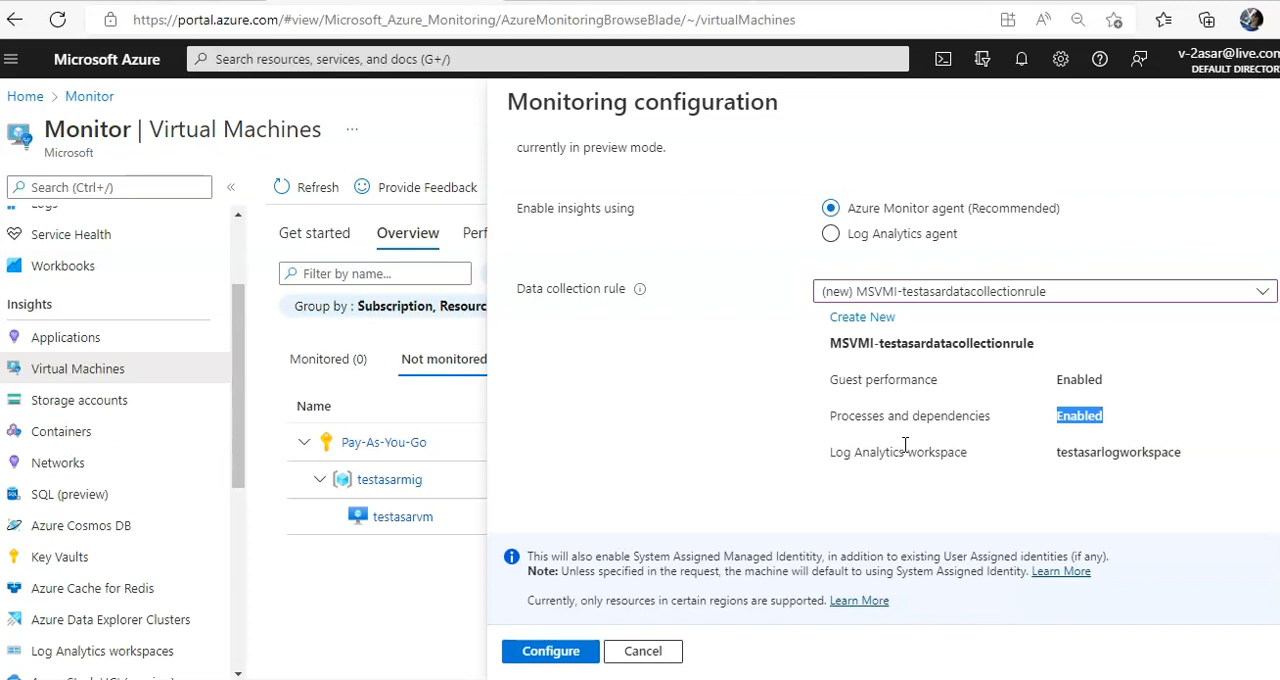 https://portal.azure.com/#view/Microsoft_Azure_Monitoring/AzureMonitoringBrowseBlade/~/virtualMachines
Microsoft Azure
Search resources, services, and docs (G+/)
v-2asar@live.com
DEFAULT DIRECTOR
Home > Monitor
Monitor | Virtual Machines ...
Microsoft
Search (Ctrl+/)
«
Logs
Service Health
Workbooks
Insights
Applications
Virtual Machines
Storage accounts
Containers
Networks
SQL (preview)
Azure Cosmos DB
Key Vaults
Azure Cache for Redis
Azure Data Explorer Clusters
Log Analytics workspaces
Refresh
Provide Feedback
Get started
Overview
Perf
Filter by name...
Group by : Subscription, Resourc
Monitored (0)
Not monitored
Name
Pay-As-You-Go
testasarmig
testasarvm
Monitoring configuration
currently in preview mode.
Enable insights using
Azure Monitor agent (Recommended)
Log Analytics agent
Data collection rule
(new) MSVMI-testasardatacollectionrule
Create New
MSVMI-testasardatacollectionrule
Guest performance Enabled
Processes and dependencies Enabled
Log Analytics workspace testasarlogworkspace
This will also enable System Assigned Managed Identitity, in addition to existing User Assigned identities (if any).
Note: Unless specified in the request, the machine will default to using System Assigned Identity. Learn More
Currently, only resources in certain regions are supported. Learn More
Configure
Cancel